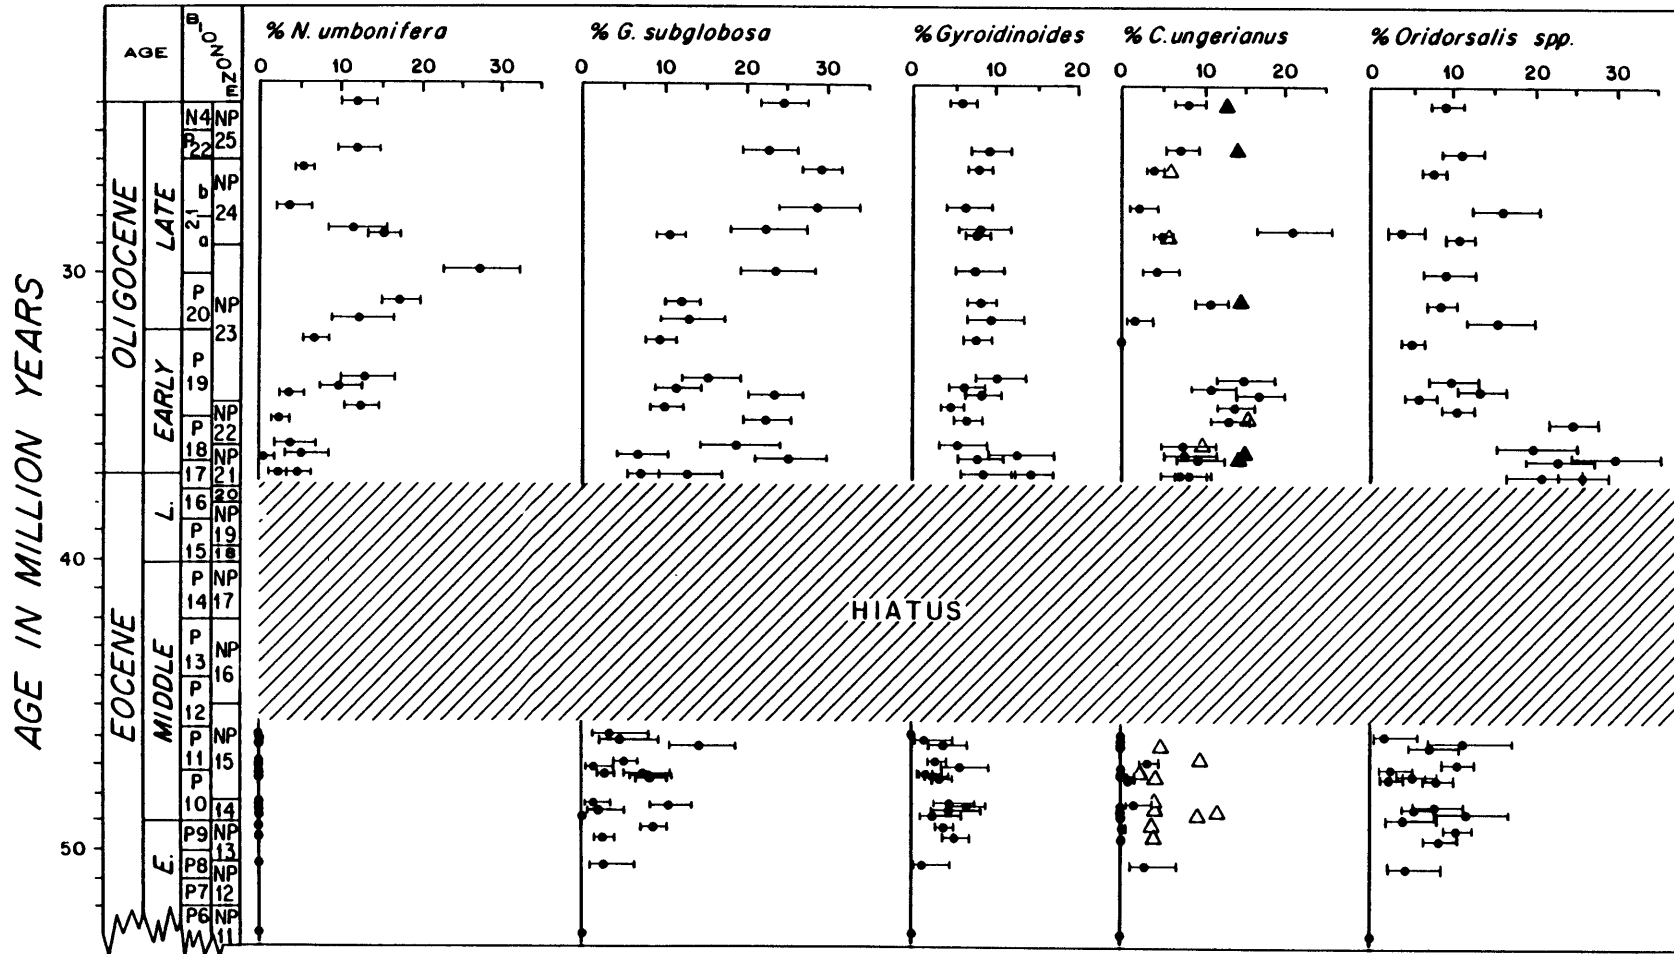 AGE IN MILLION YEARS
AGE
BIOZONE
% N. umbonifera
% G. subglobosa
% Gyroidinoides
% C. ungerianus
% Oridorsalis spp.
0 10 20 30
0 10 20 30
0 10 20
0 10 20
0 10 20 30
30
40
50
OLIGOCENE
EOCENE
LATE
EARLY
L.
MIDDLE
E.
N4
P22
b
21
a
P
20
P
19
P
18
17
16
P
15
P
14
P
13
P
12
P
11
P
10
P9
P8
P7
P6
NP
25
NP
24
NP
23
NP
22
NP
21
20
NP
19
18
NP
17
NP
16
NP
15
14
NP
13
NP
12
NP
11
HIATUS